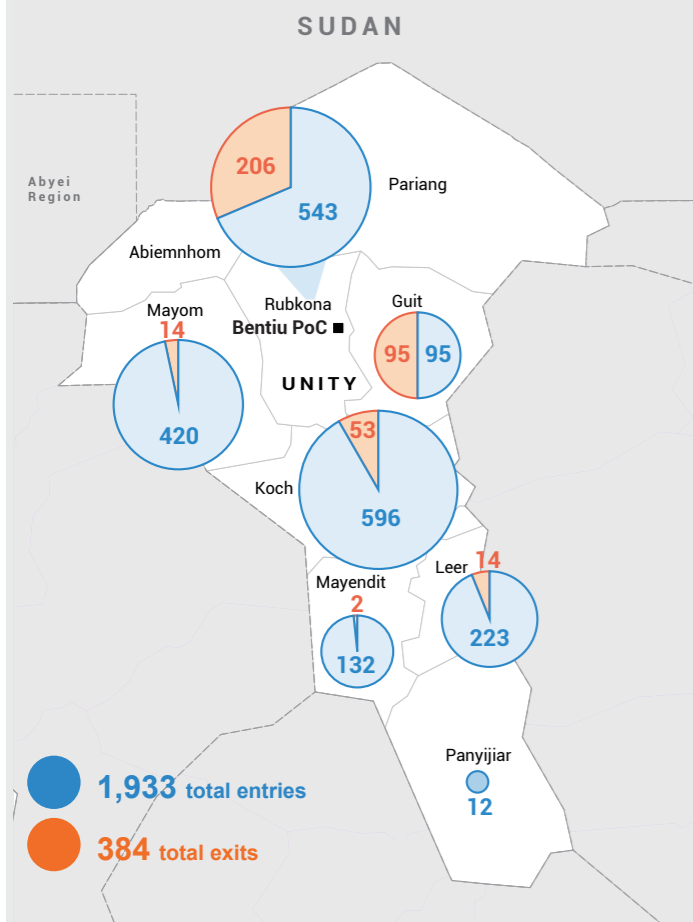 SUDAN
Abyei
Region
206
543
Pariang
Abiemnhom
Mayom
14
420
Rubkona
Bentiu PoC
UNITY
Guit
95
95
Koch
53
596
Mayendit
2
132
Leer
14
223
Panyijiar
12
1,933 total entries
384 total exits